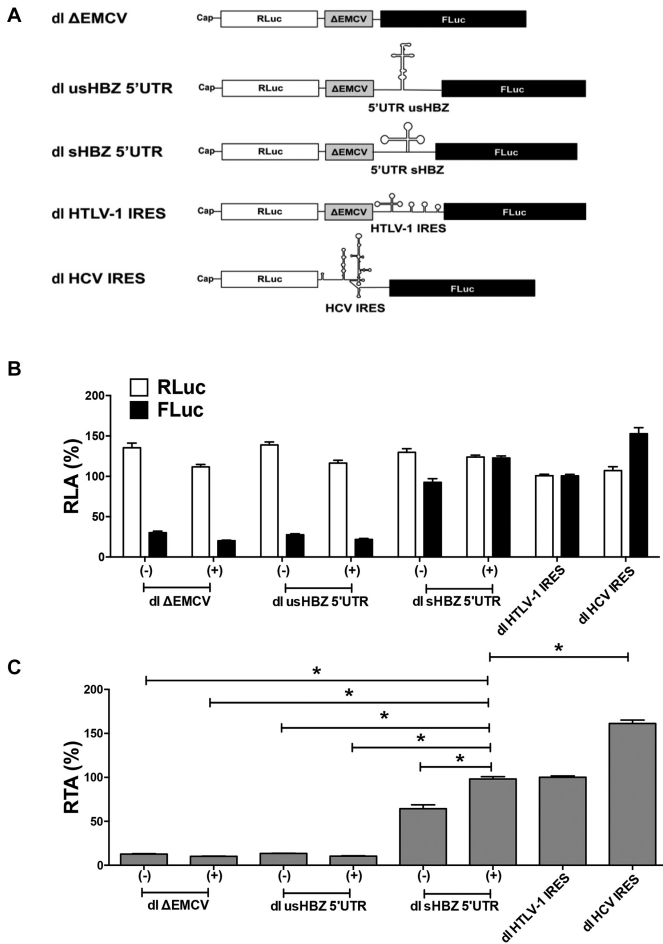 A
dl ΔEMCV
Cap
RLuc
ΔEMCV
FLuc
dl usHBZ 5'UTR
Cap
RLuc
ΔEMCV
FLuc
5'UTR usHBZ
dl sHBZ 5'UTR
Cap
RLuc
ΔEMCV
FLuc
5'UTR sHBZ
dl HTLV-1 IRES
Cap
RLuc
ΔEMCV
FLuc
HTLV-1 IRES
dl HCV IRES
Cap
RLuc
FLuc
HCV IRES
B
RLuc
FLuc
RLA (%)
200
150
100
50
0
(-) (+) (-) (+) (-) (+)
dl ΔEMCV
dl usHBZ 5'UTR
dl sHBZ 5'UTR
dl HTLV-1 IRES
dl HCV IRES
C
*
*
*
*
*
*
RTA (%)
200
150
100
50
0
(-) (+) (-) (+) (-) (+)
dl ΔEMCV
dl usHBZ 5'UTR
dl sHBZ 5'UTR
dl HTLV-1 IRES
dl HCV IRES